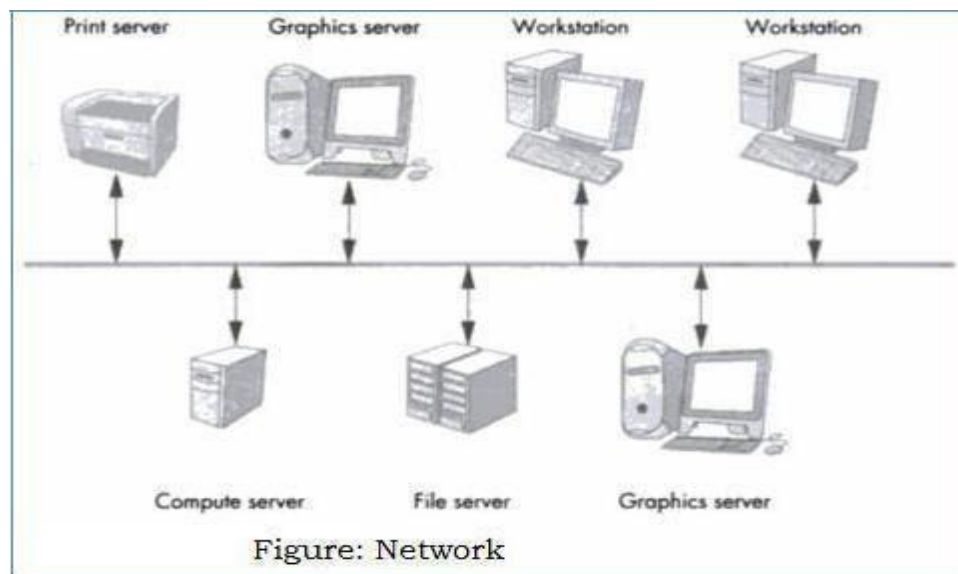 Print server Graphics server Workstation Workstation
Compute server File server Graphics server
Figure: Network